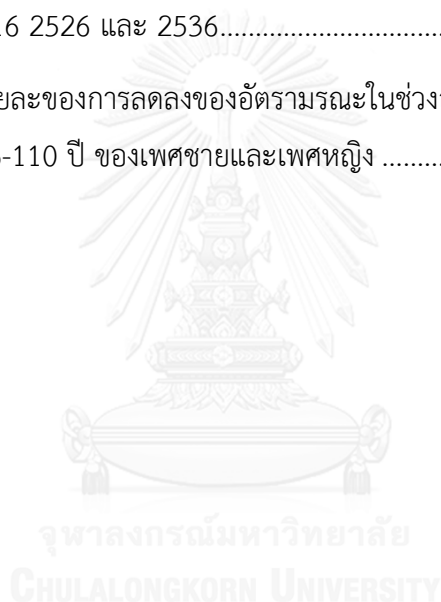 16 2526 และ 2536..............................
ยละของการลดลงของอัตรามรณะในช่วง
-110 ปี ของเพศชายและเพศหญิง ........
จุฬาลงกรณ์มหาวิทยาลัย
CHULALONGKORN UNIVERSITY